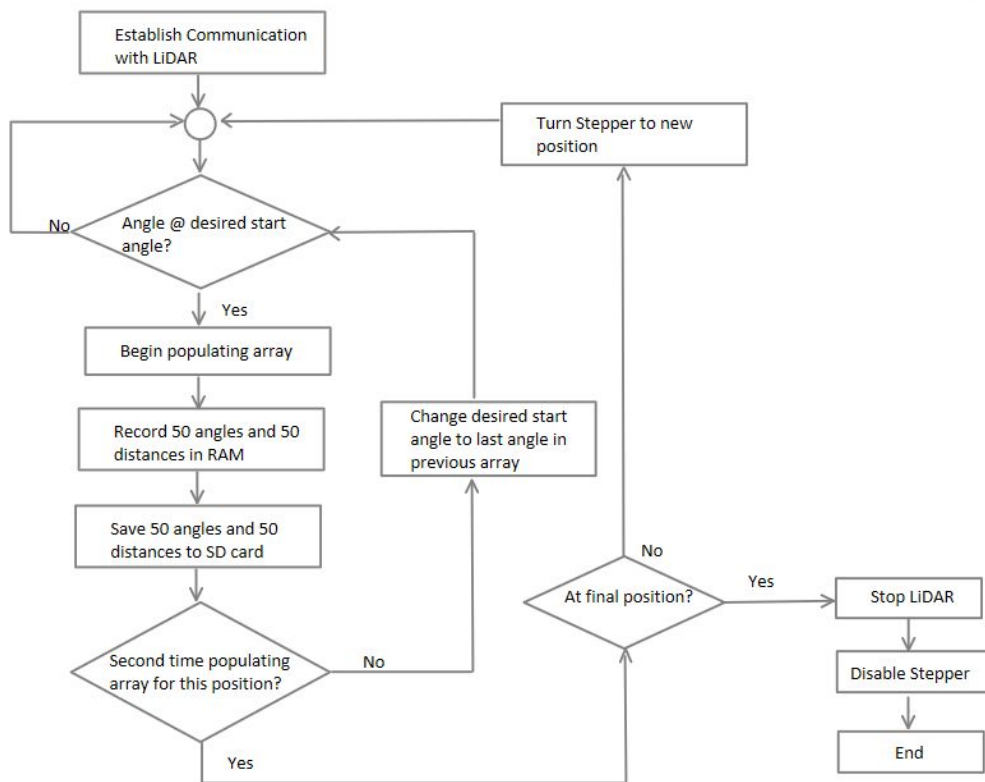 Establish Communication
with LiDAR
Turn Stepper to new
position
No
Angle @ desired start
angle?
Yes
Begin populating array
Record 50 angles and 50
distances in RAM
Change desired start
angle to last angle in
previous array
Save 50 angles and 50
distances to SD card
Second time populating
array for this position?
No
Yes
At final position?
No
Yes
Stop LiDAR
Disable Stepper
End